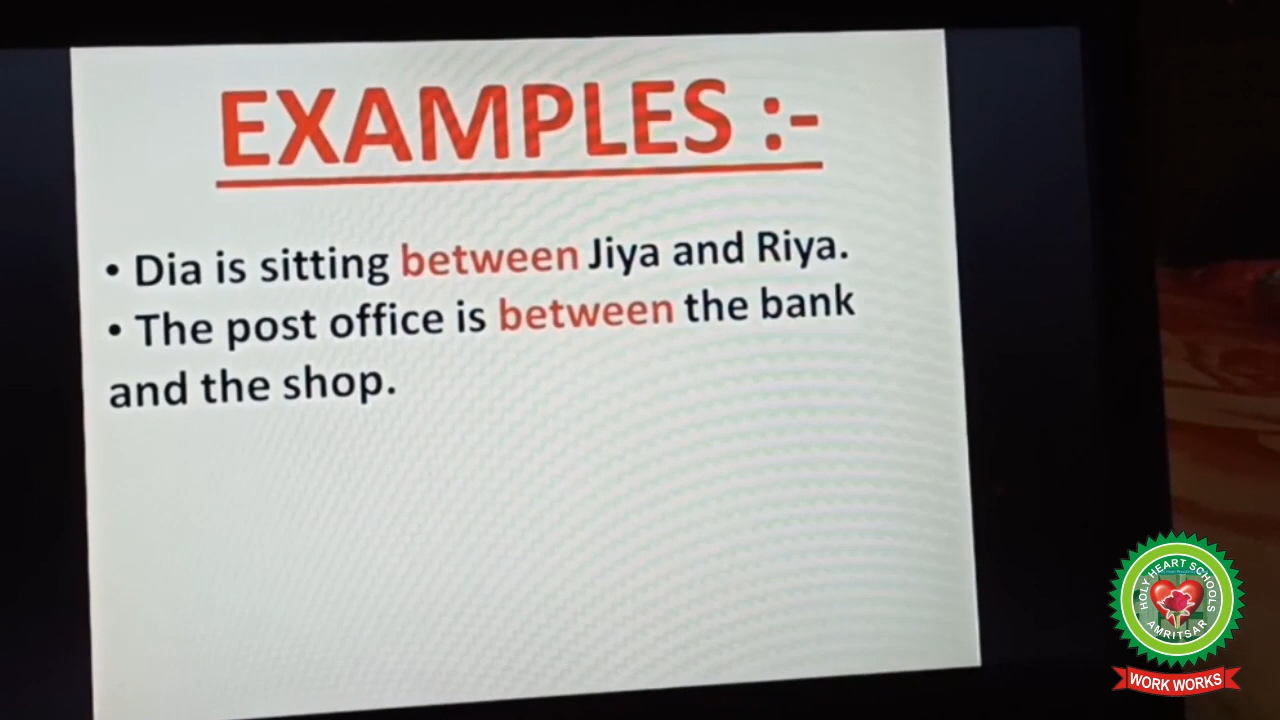 EXAMPLES :-
• Dia is sitting between Jiya and Riya.
• The post office is between the bank
and the shop.
HOLY HEART SCHOOLS
AMRITSAR
WORK WORKS